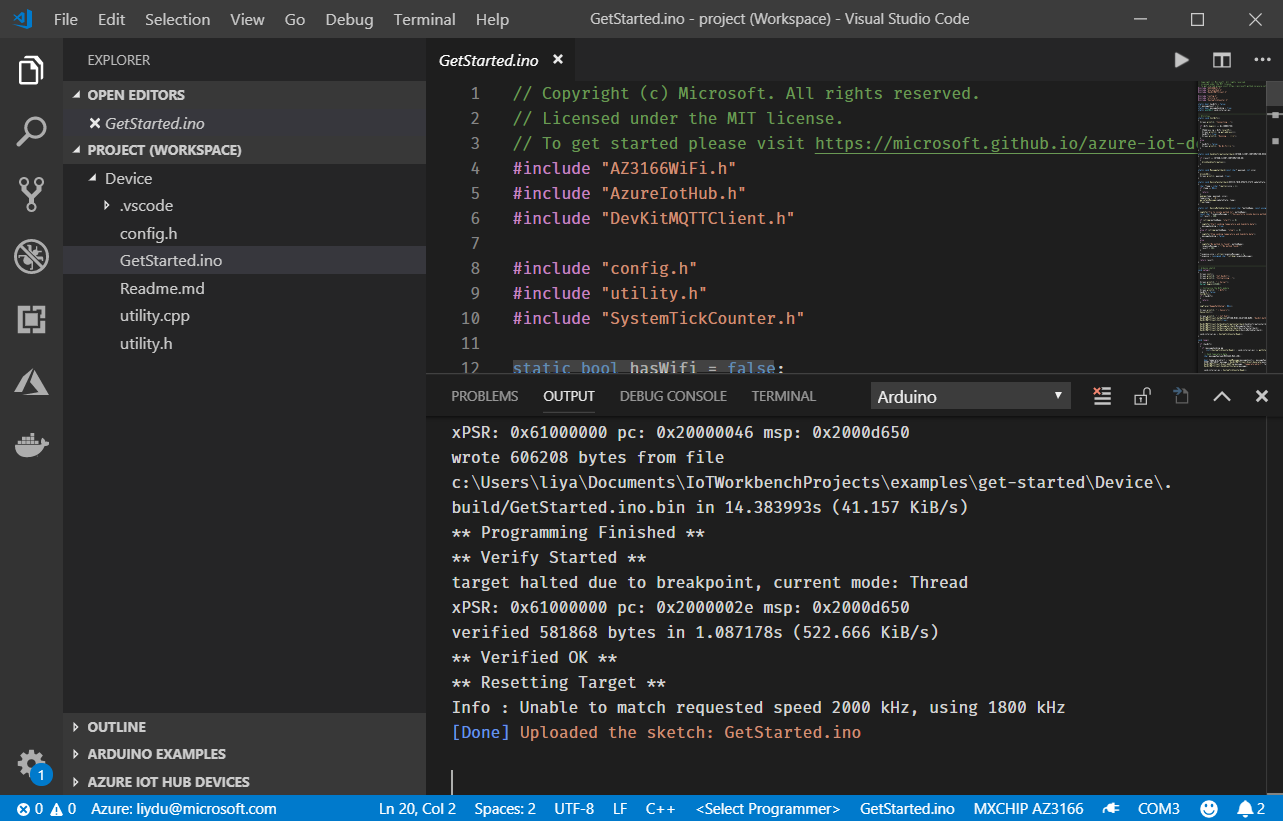 File Edit Selection View Go Debug Terminal Help GetStarted.ino - project (Workspace) - Visual Studio Code
EXPLORER
OPEN EDITORS
GetStarted.ino
PROJECT (WORKSPACE)
Device
.vscode
config.h
GetStarted.ino
Readme.md
utility.cpp
utility.h
OUTLINE
ARDUINO EXAMPLES
AZURE IOT HUB DEVICES
1
GetStarted.ino
1 // Copyright (c) Microsoft. All rights reserved.
2 // Licensed under the MIT license.
3 // To get started please visit https://microsoft.github.io/azure-iot-d
4 #include "AZ3166WiFi.h"
5 #include "AzureIotHub.h"
6 #include "DevKitMQTTClient.h"
7
8 #include "config.h"
9 #include "utility.h"
10 #include "SystemTickCounter.h"
11
12 static bool hasWifi = false;
PROBLEMS OUTPUT DEBUG CONSOLE TERMINAL Arduino
xPSR: 0x61000000 pc: 0x20000046 msp: 0x2000d650
wrote 606208 bytes from file
c:\Users\liya\Documents\IoTWorkbenchProjects\examples\get-started\Device\.
build/GetStarted.ino.bin in 14.383993s (41.157 KiB/s)
** Programming Finished **
** Verify Started **
target halted due to breakpoint, current mode: Thread
xPSR: 0x61000000 pc: 0x2000002e msp: 0x2000d650
verified 581868 bytes in 1.087178s (522.666 KiB/s)
** Verified OK **
** Resetting Target **
Info : Unable to match requested speed 2000 kHz, using 1800 kHz
[Done] Uploaded the sketch: GetStarted.ino
0 0 Azure: liydu@microsoft.com Ln 20, Col 2 Spaces: 2 UTF-8 LF C++ <Select Programmer> GetStarted.ino MXCHIP AZ3166 COM3 2